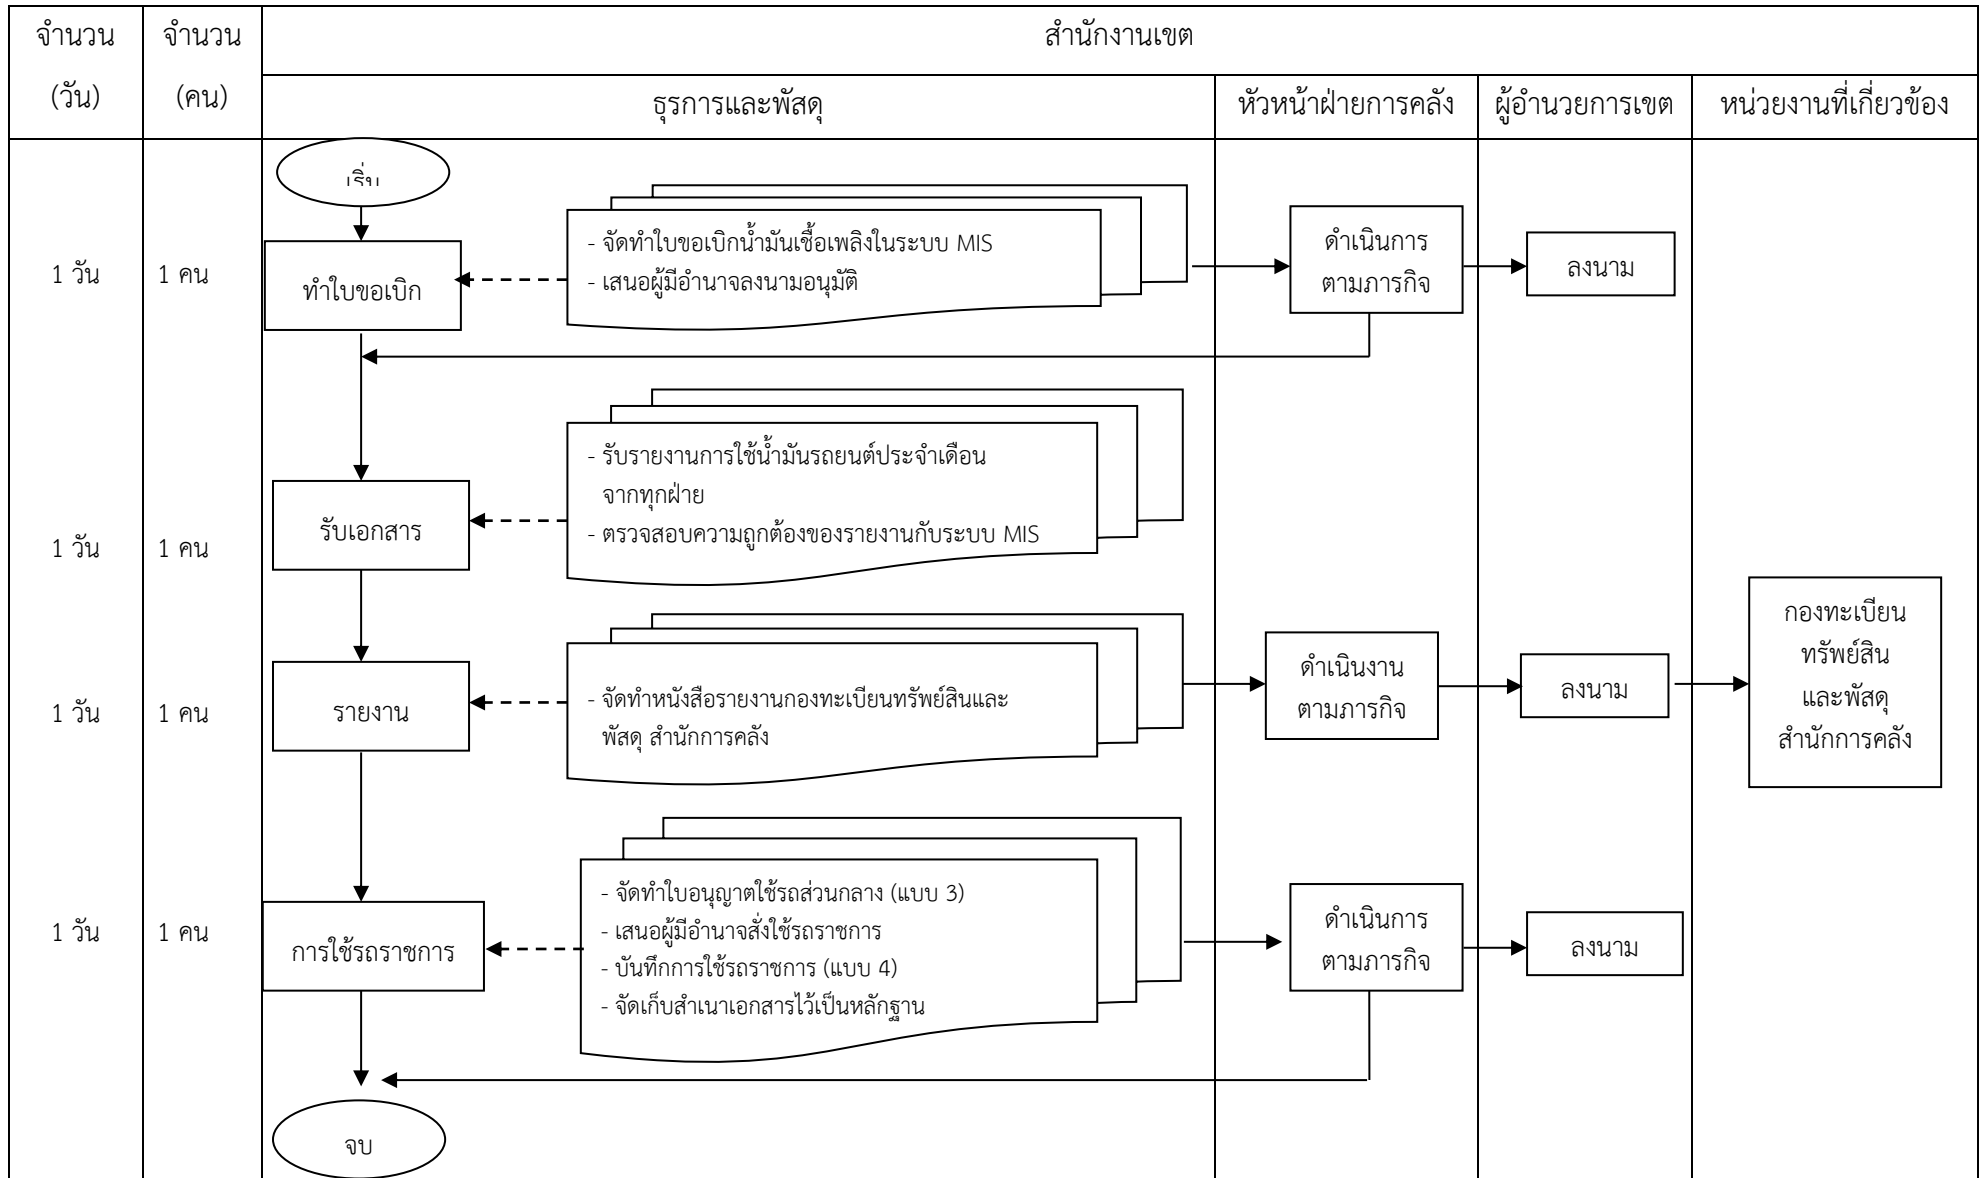 จำนวน
(วัน)
จำนวน
(คน)
สำนักงานเขต
ธุรการและพัสดุ
หัวหน้าฝ่ายการคลัง
ผู้อำนวยการเขต
หน่วยงานที่เกี่ยวข้อง
เริ่ม
1 วัน
1 คน
ทำใบขอเบิก
- จัดทำใบขอเบิกน้ำมันเชื้อเพลิงในระบบ MIS
- เสนอผู้มีอำนาจลงนามอนุมัติ
ดำเนินการ
ตามภารกิจ
ลงนาม
1 วัน
1 คน
รับเอกสาร
- รับรายงานการใช้น้ำมันรถยนต์ประจำเดือน
จากทุกฝ่าย
- ตรวจสอบความถูกต้องของรายงานกับระบบ MIS
1 วัน
1 คน
รายงาน
- จัดทำหนังสือรายงานกองทะเบียนทรัพย์สินและ
พัสดุ สำนักการคลัง
ดำเนินงาน
ตามภารกิจ
ลงนาม
กองทะเบียน
ทรัพย์สิน
และพัสดุ
สำนักการคลัง
1 วัน
1 คน
การใช้รถราชการ
- จัดทำใบอนุญาตใช้รถส่วนกลาง (แบบ 3)
- เสนอผู้มีอำนาจสั่งใช้รถราชการ
- บันทึกการใช้รถราชการ (แบบ 4)
- จัดเก็บสำเนาเอกสารไว้เป็นหลักฐาน
ดำเนินการ
ตามภารกิจ
ลงนาม
จบ